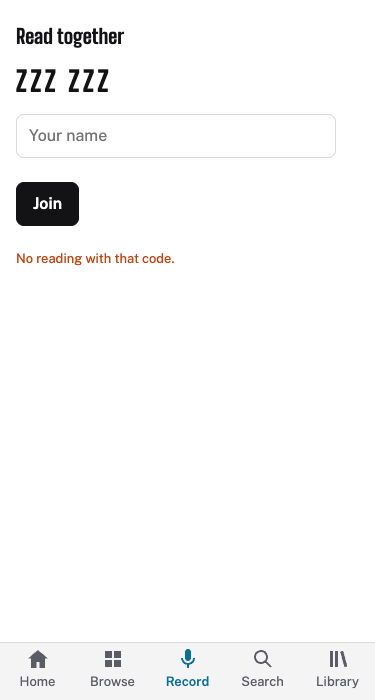 Read together
ZZZ ZZZ
Your name
Join
No reading with that code.
Home
Browse
Record
Search
Library